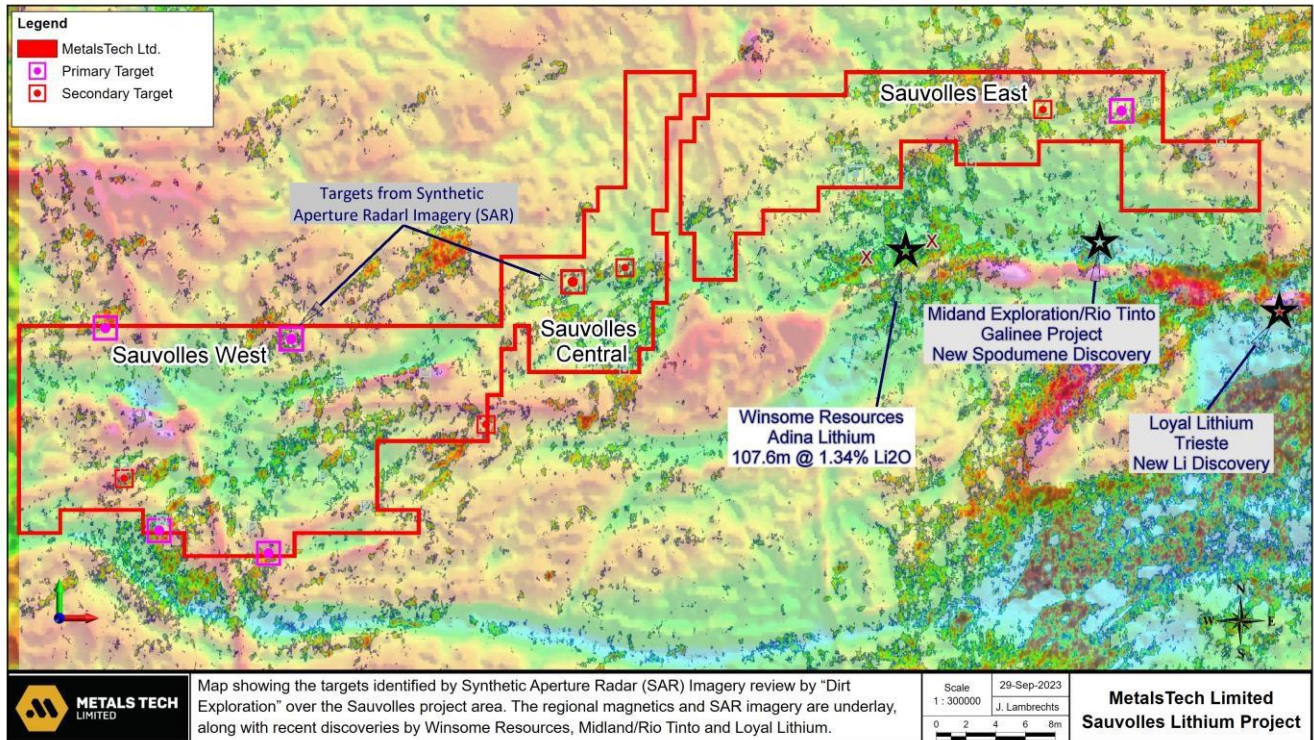 Legend
MetalsTech Ltd.
Primary Target
Secondary Target
Targets from Synthetic
Aperture Radarl Imagery (SAR)
Sauvolles East
Sauvolles West
Sauvolles
Central
X
X
Midand Exploration/Rio Tinto
Galinee Project
New Spodumene Discovery
Winsome Resources
Adina Lithium
107.6m @ 1.34% Li2O
Loyal Lithium
Trieste
New Li Discovery
N
W E
S
METALS TECH
LIMITED
Map showing the targets identified by Synthetic Aperture Radar (SAR) Imagery review by “Dirt
Exploration” over the Sauvolles project area. The regional magnetics and SAR imagery are underlay,
along with recent discoveries by Winsome Resources, Midland/Rio Tinto and Loyal Lithium.
Scale
1 : 300000
29-Sep-2023
J. Lambrechts
0 2 4 6 8m
MetalsTech Limited
Sauvolles Lithium Project